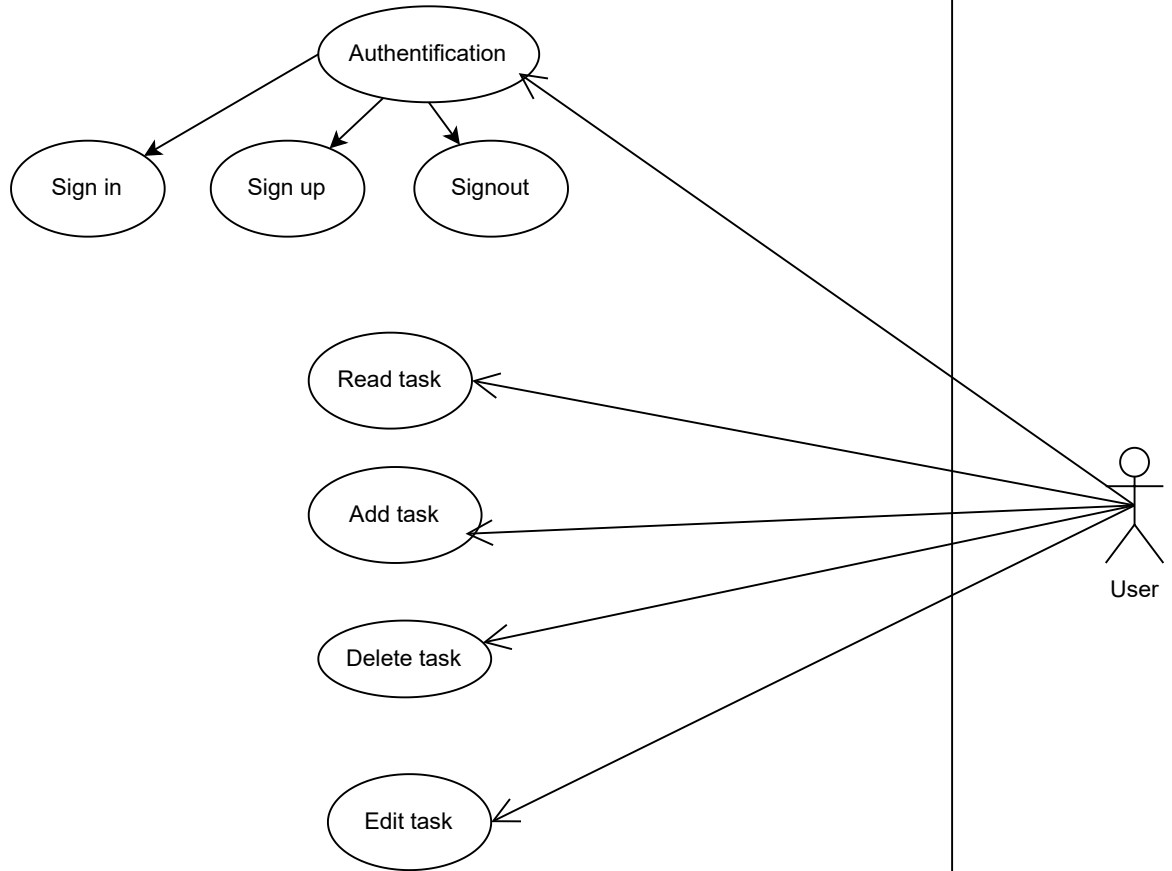 Authentification
Sign in
Sign up
Signout
Read task
Add task
Delete task
Edit task
User